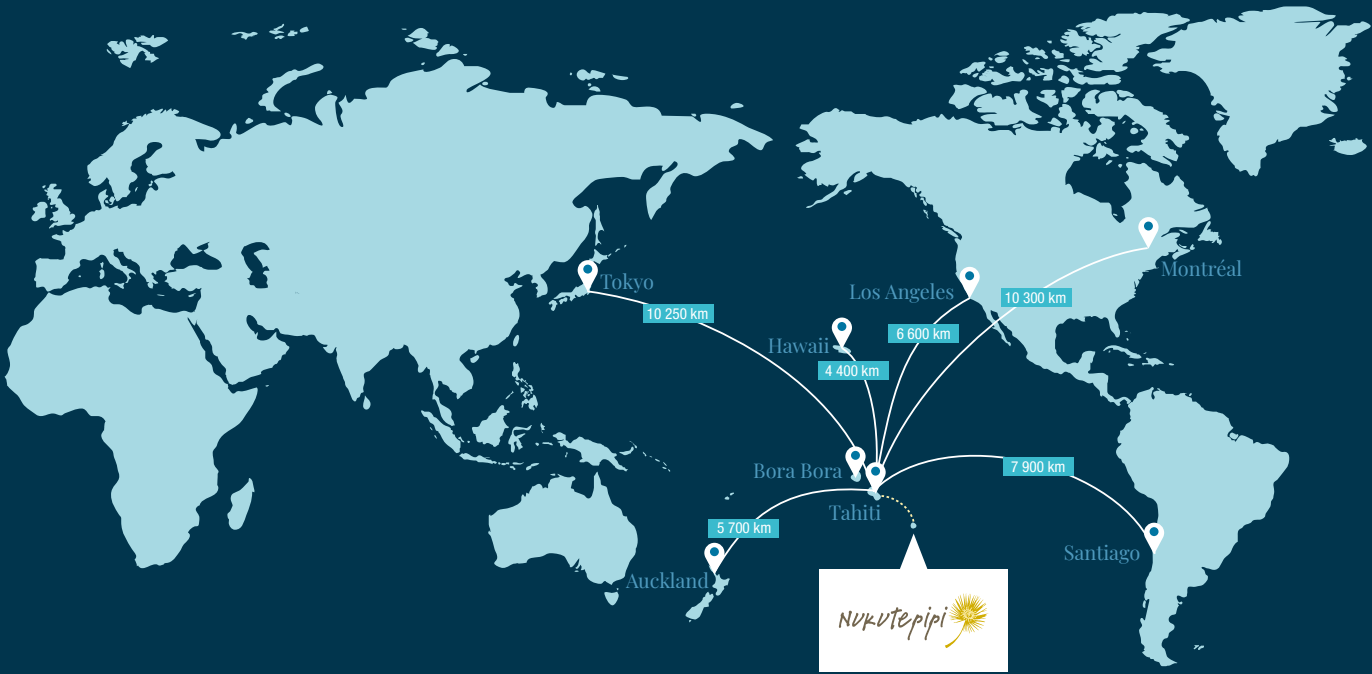 Montréal
Tokyo
10 250 km
Los Angeles
10 300 km
6 600 km
Hawaii
4 400 km
Bora Bora
7 900 km
Tahiti
5 700 km
Santiago
Auckland
Nukutepipi